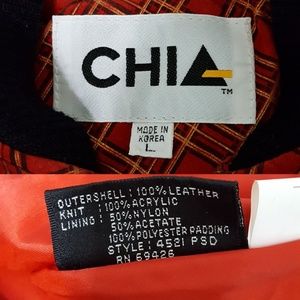 CHIA
TM
MADE IN
KOREA
L
OUTERSHELL : 100% LEATHER
KNIT : 100% ACRYLIC
LINING : 50% NYLON
50% ACETATE
100% POLYESTER PADDING
STYLE : 4521 PSD
RN 69426